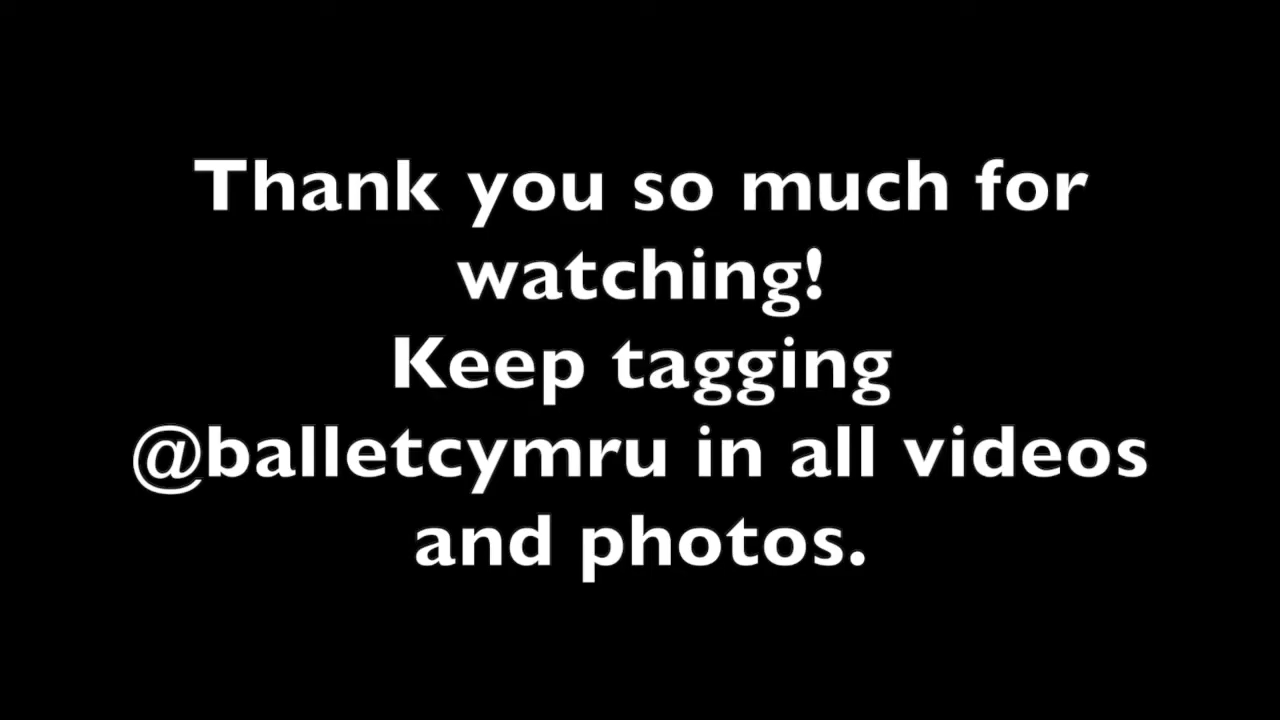 Thank you so much for
watching!
Keep tagging
@balletcymru in all videos
and photos.